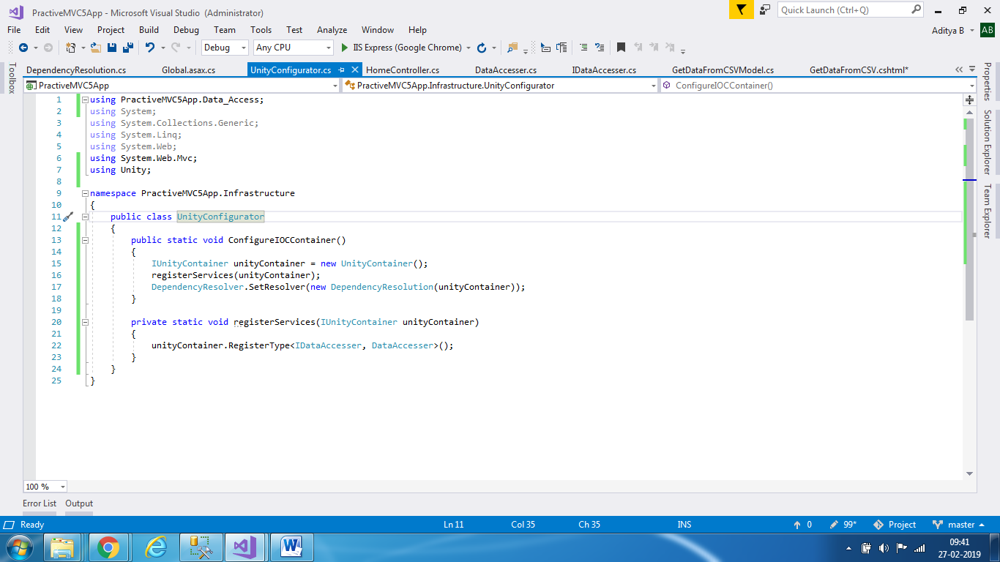 PractiveMVC5App - Microsoft Visual Studio (Administrator)
Quick Launch (Ctrl+Q)
File Edit View Project Build Debug Team Tools Test Analyze Window Help
Aditya B AB
Debug Any CPU IIS Express (Google Chrome)
Toolbox
DependencyResolution.cs Global.asax.cs UnityConfigurator.cs HomeController.cs DataAccesser.cs IDataAccesser.cs GetDataFromCSVModel.cs GetDataFromCSV.cshtml*
PractiveMVC5App PractiveMVC5App.Infrastructure.UnityConfigurator ConfigureIOCContainer()
Properties
Solution Explorer
Team Explorer
1 using PractiveMVC5App.Data_Access;
2 using System;
3 using System.Collections.Generic;
4 using System.Linq;
5 using System.Web;
6 using System.Web.Mvc;
7 using Unity;
8
9 namespace PractiveMVC5App.Infrastructure
10 {
11 public class UnityConfigurator
12 {
13 public static void ConfigureIOCContainer()
14 {
15 IUnityContainer unityContainer = new UnityContainer();
16 registerServices(unityContainer);
17 DependencyResolver.SetResolver(new DependencyResolution(unityContainer));
18 }
19
20 private static void registerServices(IUnityContainer unityContainer)
21 {
22 unityContainer.RegisterType<IDataAccesser, DataAccesser>();
23 }
24 }
25 }
100 %
Error List Output
Ready Ln 11 Col 35 Ch 35 INS 0 99* Project master
09:41
27-02-2019